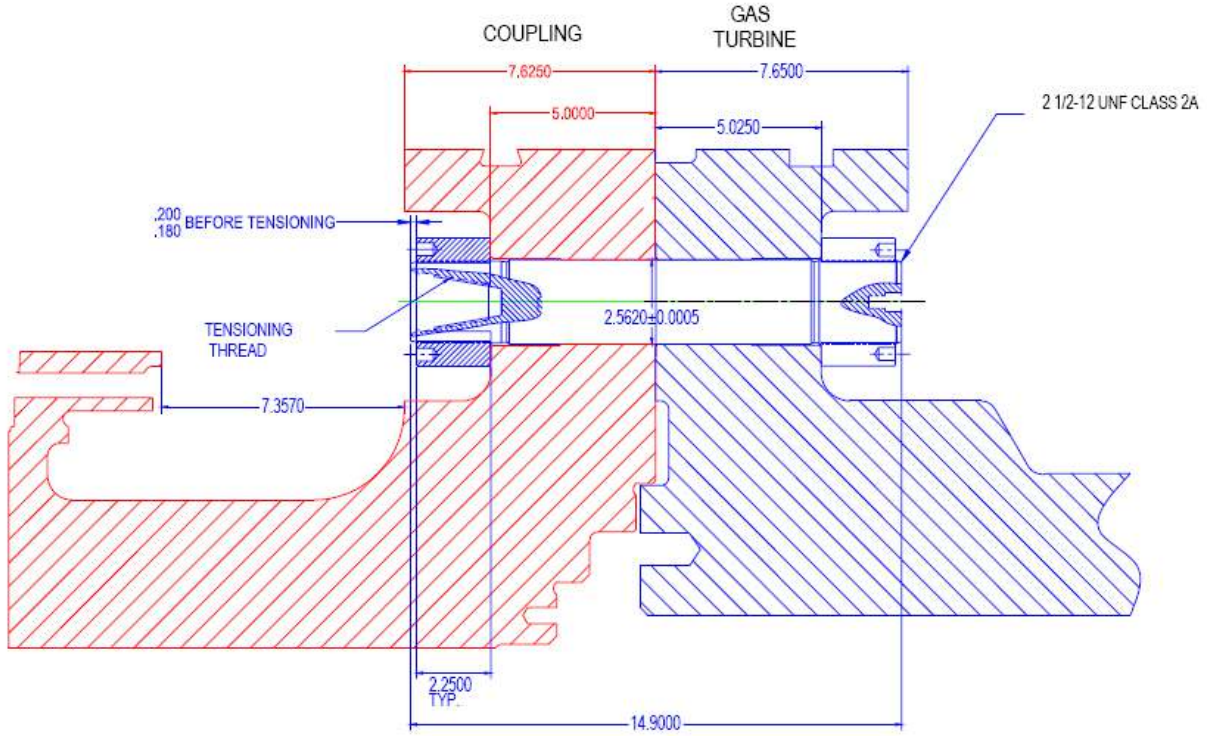 COUPLING
GAS
TURBINE
7.6250
7.6500
2 1/2-12 UNF CLASS 2A
5.0000
5.0250
.200
.180
BEFORE TENSIONING
TENSIONING
THREAD
2.5620±0.0005
7.3570
2.2500
TYP.
14.9000